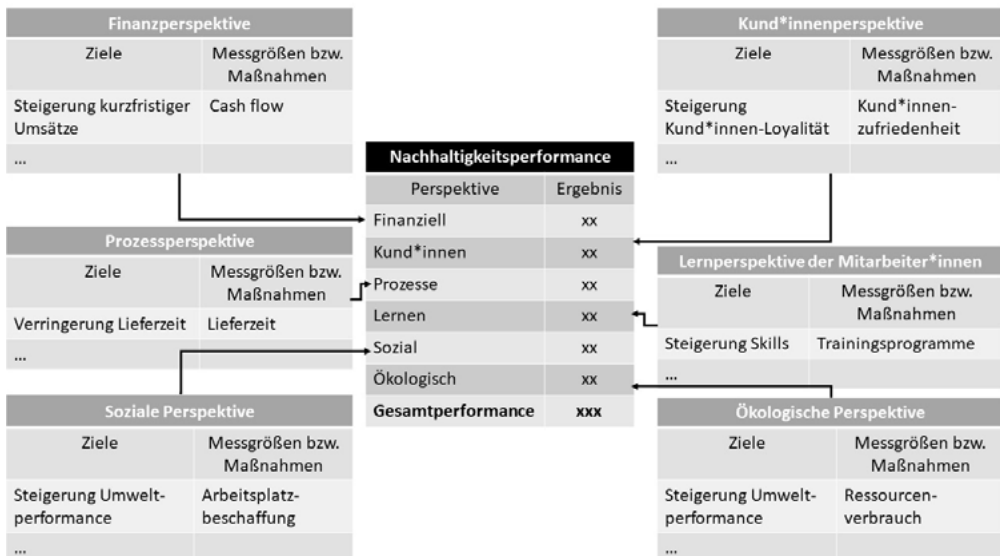 Finanzperspektive
Ziele
Messgrößen bzw.
Maßnahmen
Steigerung kurzfristiger
Umsätze
Cash flow
...
Kund*innenperspektive
Ziele
Messgrößen bzw.
Maßnahmen
Steigerung
Kund*innen-Loyalität
Kund*innen-
zufriedenheit
...
Nachhaltigkeitsperformance
Perspektive Ergebnis
Finanziell xx
Kund*innen xx
Prozesse xx
Lernen xx
Sozial xx
Ökologisch xx
Gesamtperformance xxx
Prozessperspektive
Ziele
Messgrößen bzw.
Maßnahmen
Verringerung Lieferzeit
Lieferzeit
...
Lernperspektive der Mitarbeiter*innen
Ziele
Messgrößen bzw.
Maßnahmen
Steigerung Skills
Trainingsprogramme
...
Soziale Perspektive
Ziele
Messgrößen bzw.
Maßnahmen
Steigerung Umwelt-
performance
Arbeitsplatz-
beschaffung
...
Ökologische Perspektive
Ziele
Messgrößen bzw.
Maßnahmen
Steigerung Umwelt-
performance
Ressourcen-
verbrauch
...